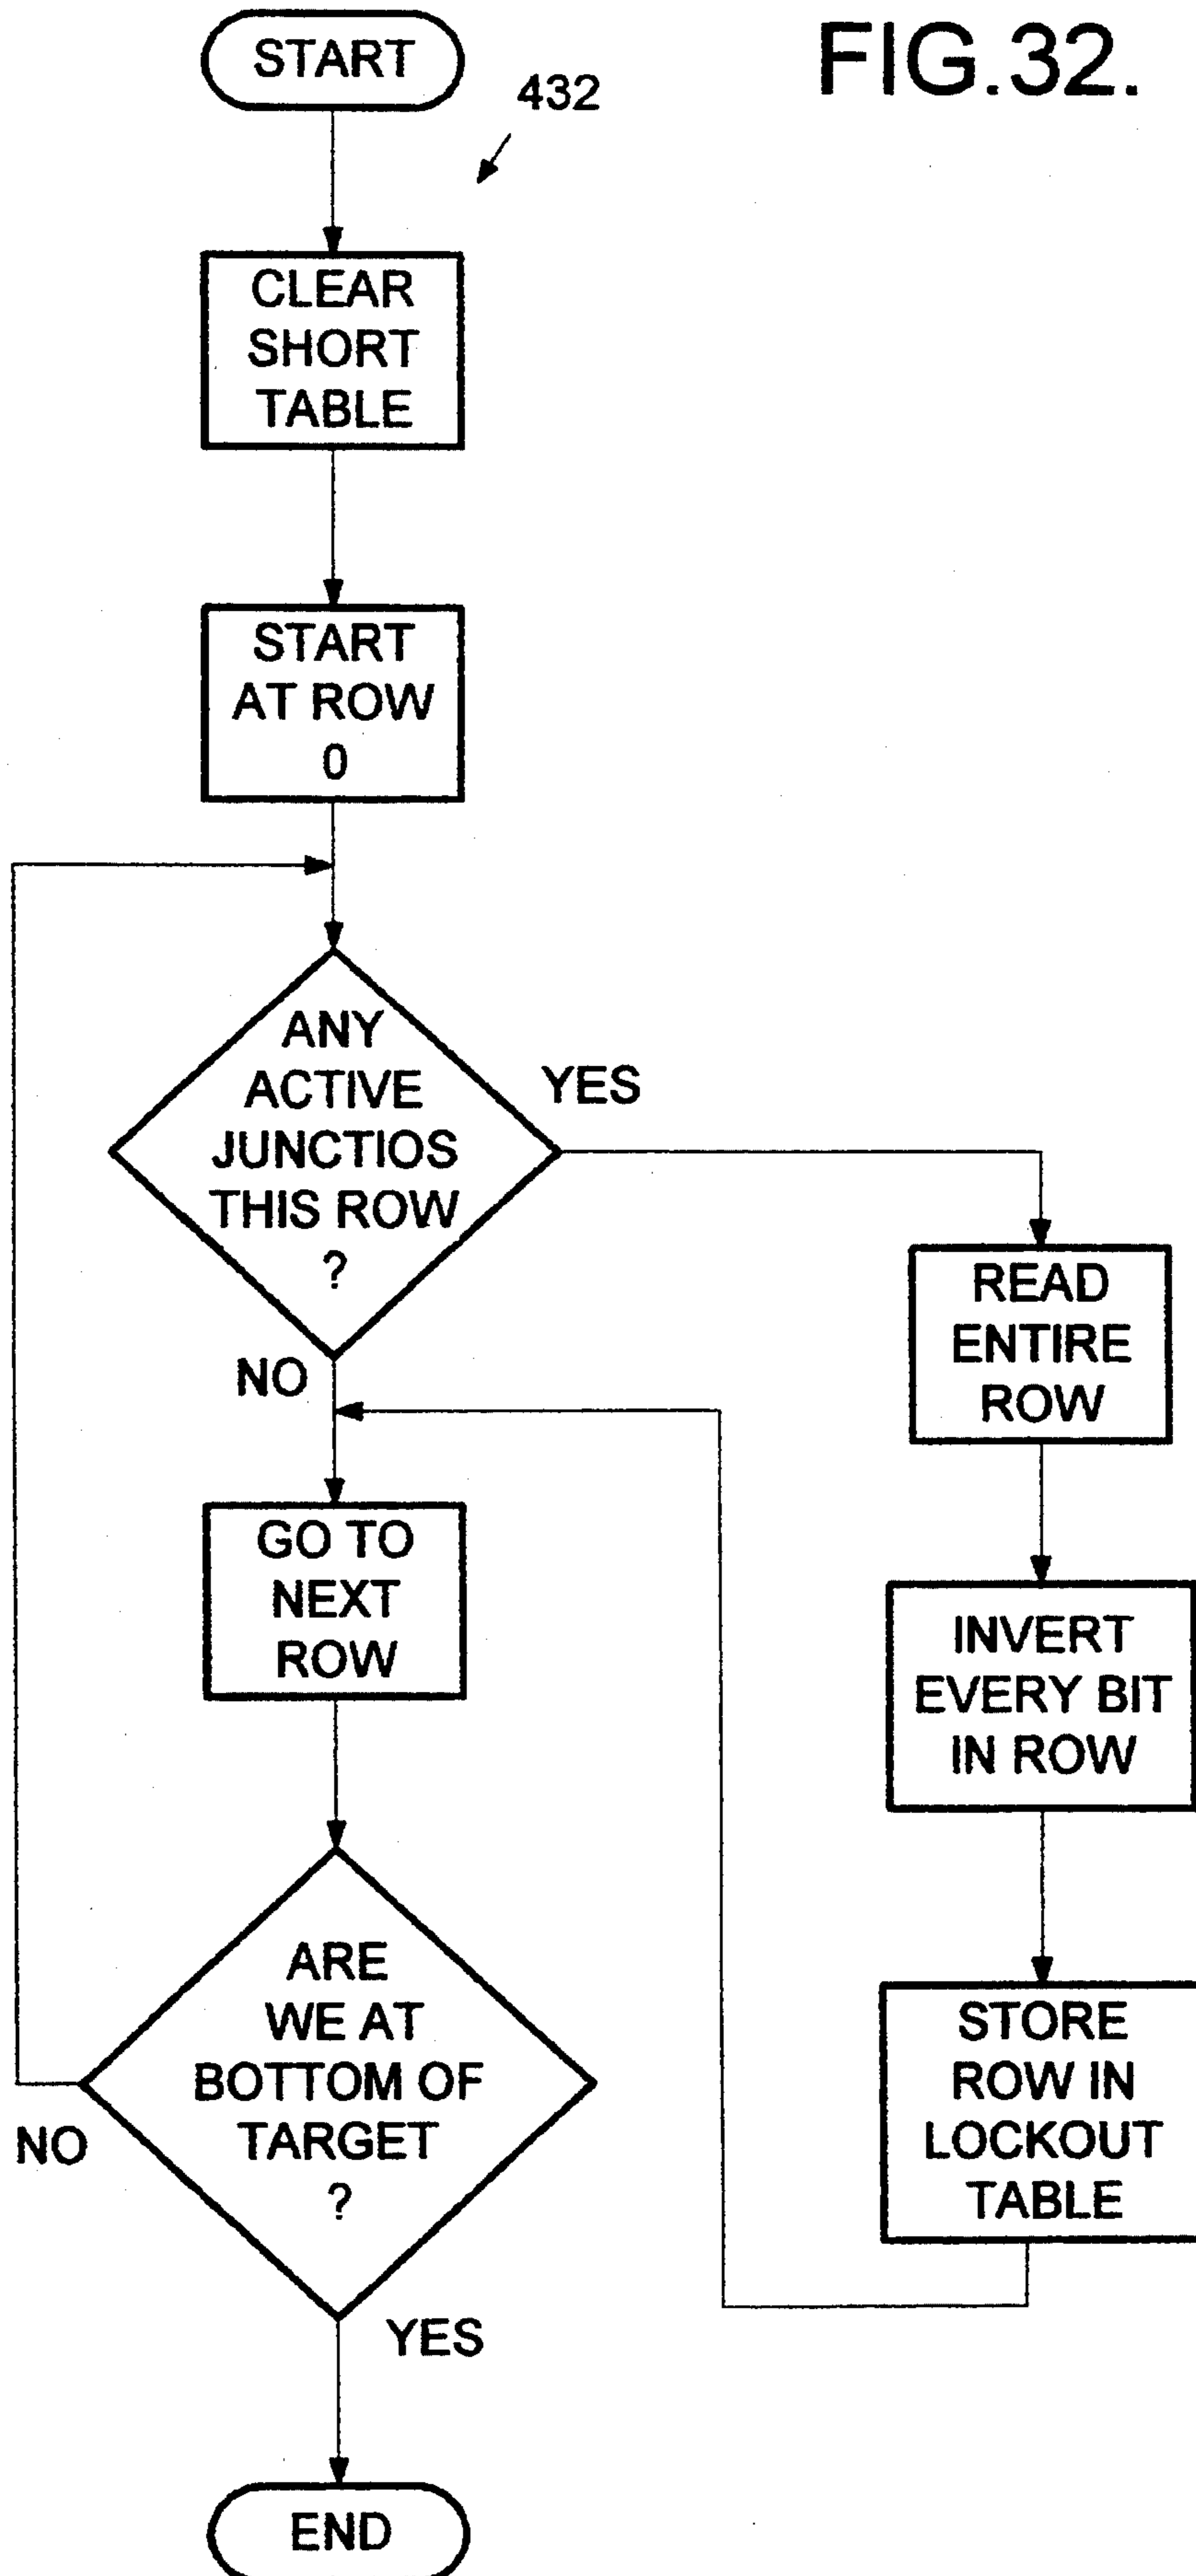 FIG.32.
START
432
CLEAR
SHORT
TABLE
START
AT ROW
0
ANY
ACTIVE
JUNCTIOS
THIS ROW
?
YES
NO
READ
ENTIRE
ROW
INVERT
EVERY BIT
IN ROW
STORE
ROW IN
LOCKOUT
TABLE
GO TO
NEXT
ROW
ARE
WE AT
BOTTOM OF
TARGET
?
NO
YES
END